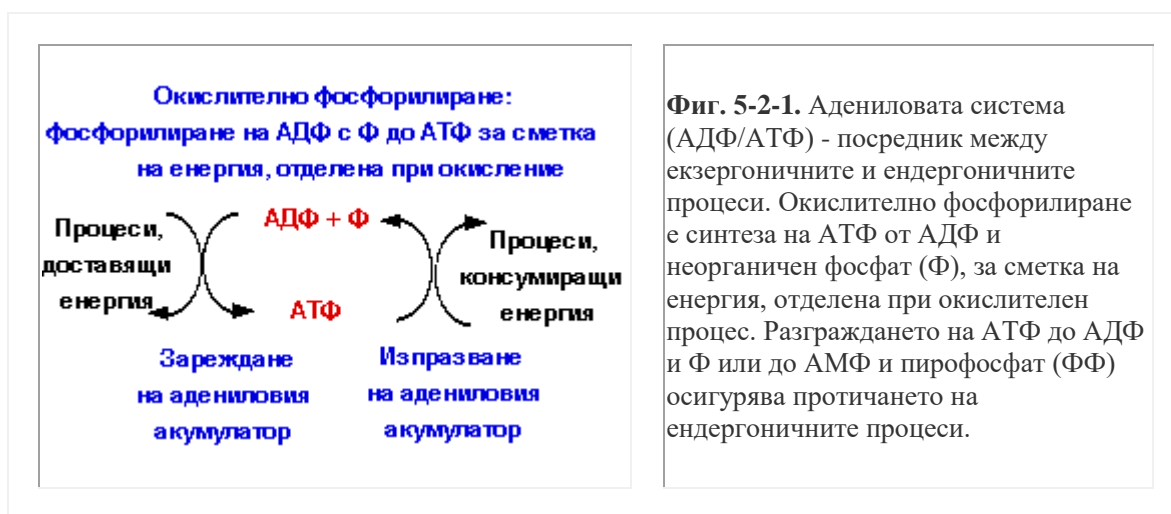 Окислително фосфорилиране:
фосфорилиране на АДФ с Ф до АТФ за сметка
на енергия, отделена при окисление
Процеси,
доставящи
енергия
АДФ + Ф
АТФ
Процеси,
консумиращи
енергия
Зареждане
на адениловия
акумулатор
Изпразване
на адениловия
акумулатор
Фиг. 5-2-1. Адениловата система
(АДФ/АТФ) - посредник между
екзергоничните и ендергоничните
процеси. Окислително фосфорилиране
е синтеза на АТФ от АДФ и
неорганичен фосфат (Ф), за сметка на
енергия, отделена при окислителен
процес. Разграждането на АТФ до АДФ
и Ф или до АМФ и пирофосфат (ФФ)
осигурява протичането на
ендергоничните процеси.